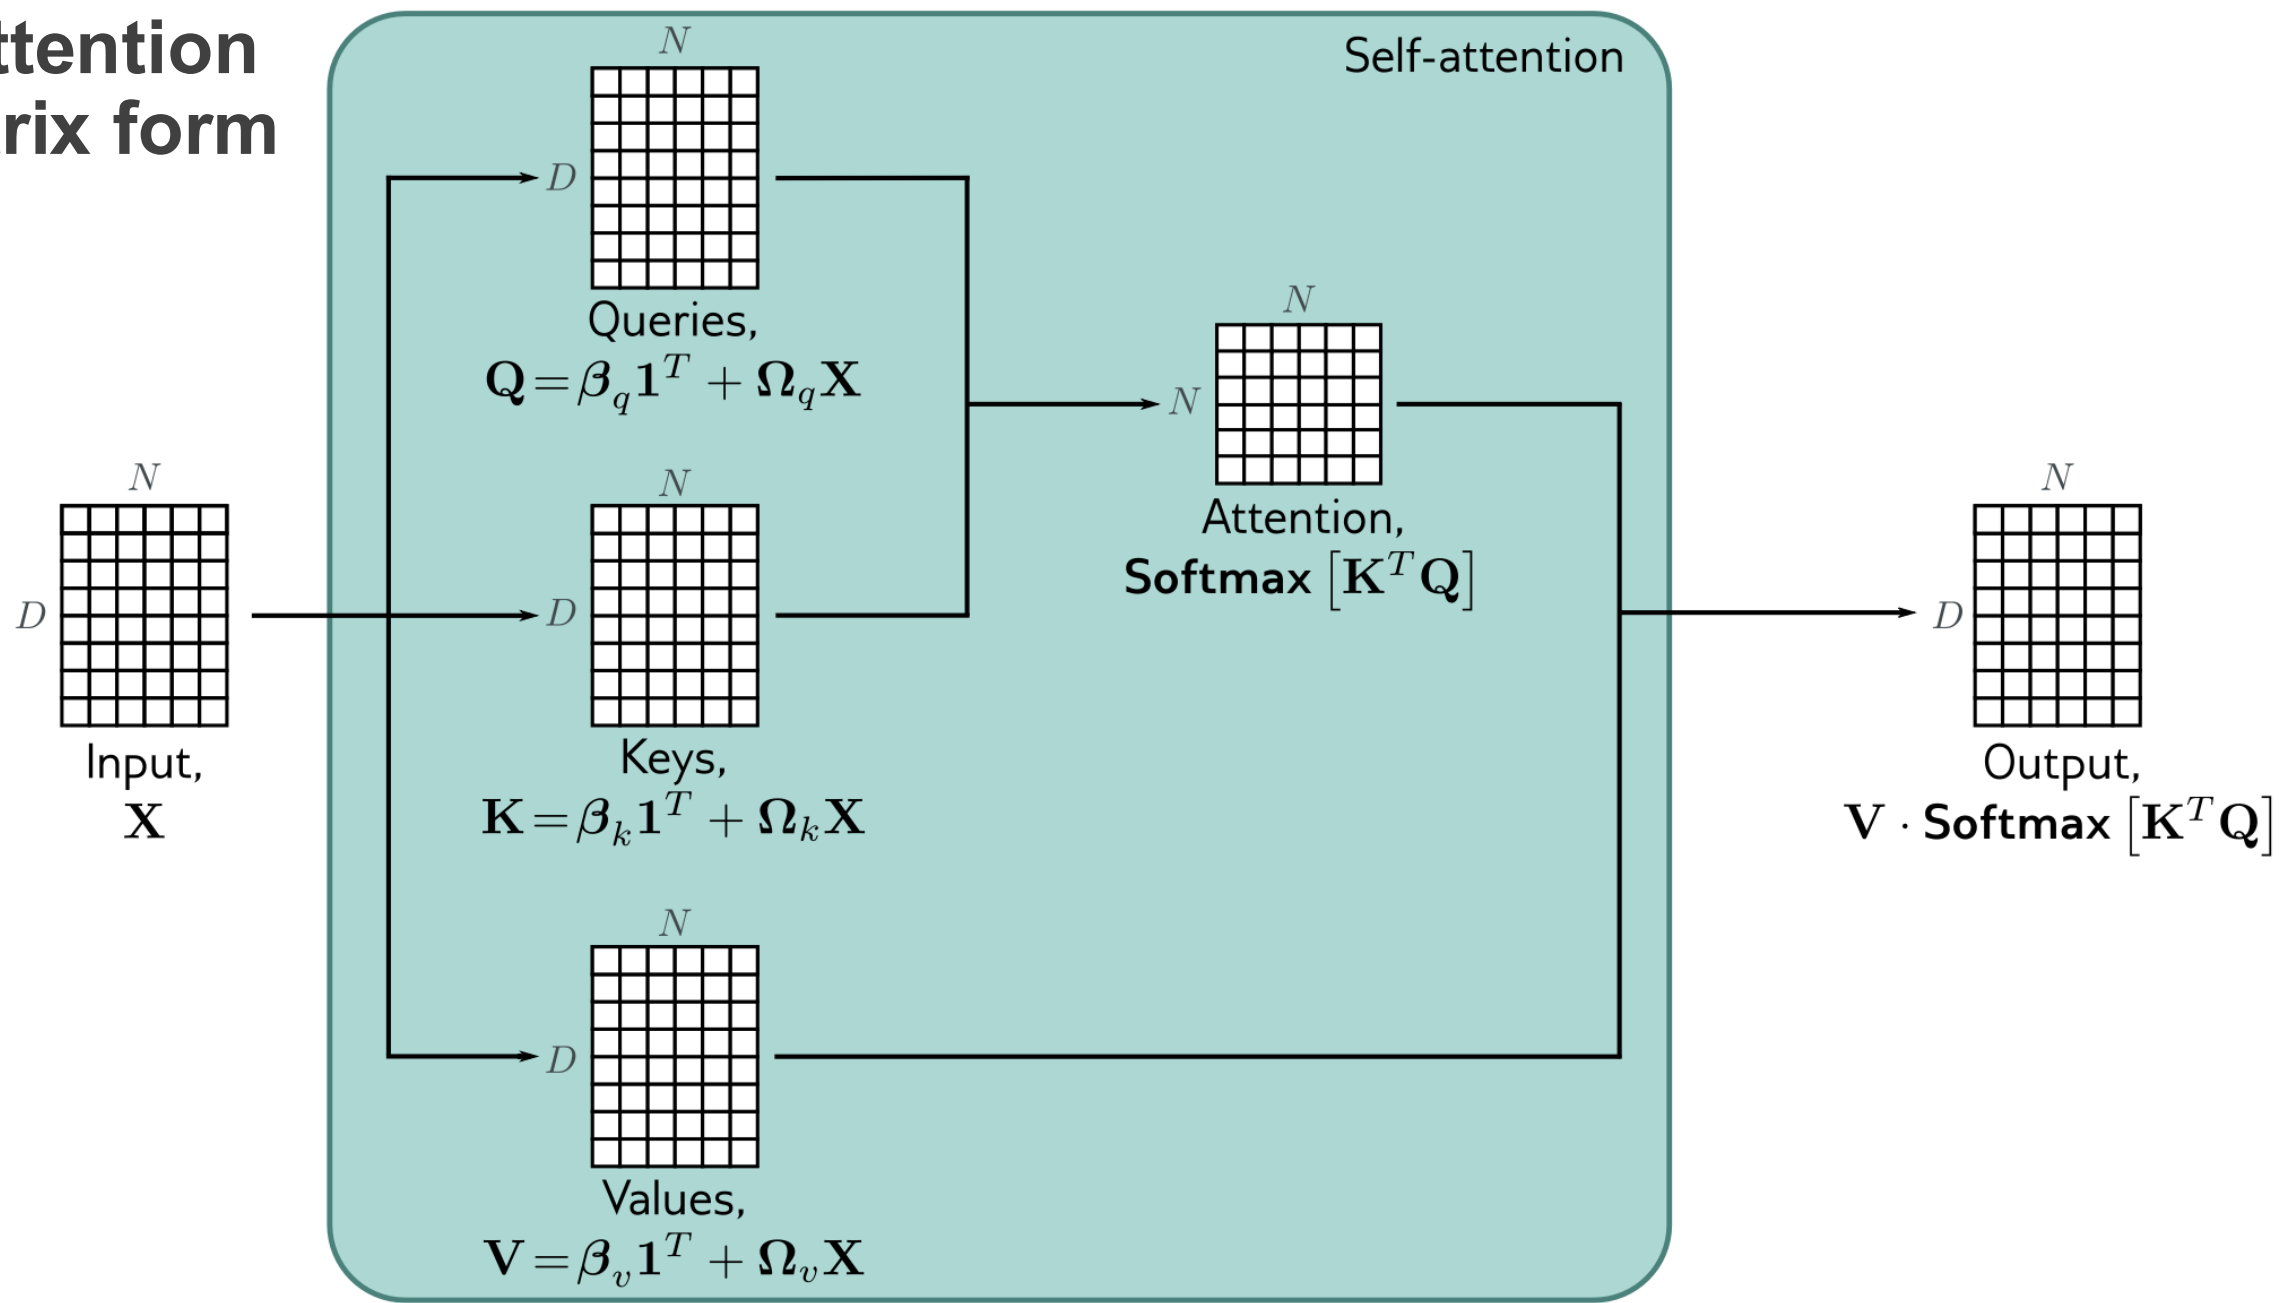 ttention
rix form
Self-attention
N
D
Queries,
Q=β_q 1^T + Ω_q X
N
D
Input,
X
N
D
Keys,
K=β_k 1^T + Ω_k X
N
D
Values,
V=β_v 1^T + Ω_v X
N
N
Attention,
Softmax [K^T Q]
N
D
Output,
V · Softmax [K^T Q]